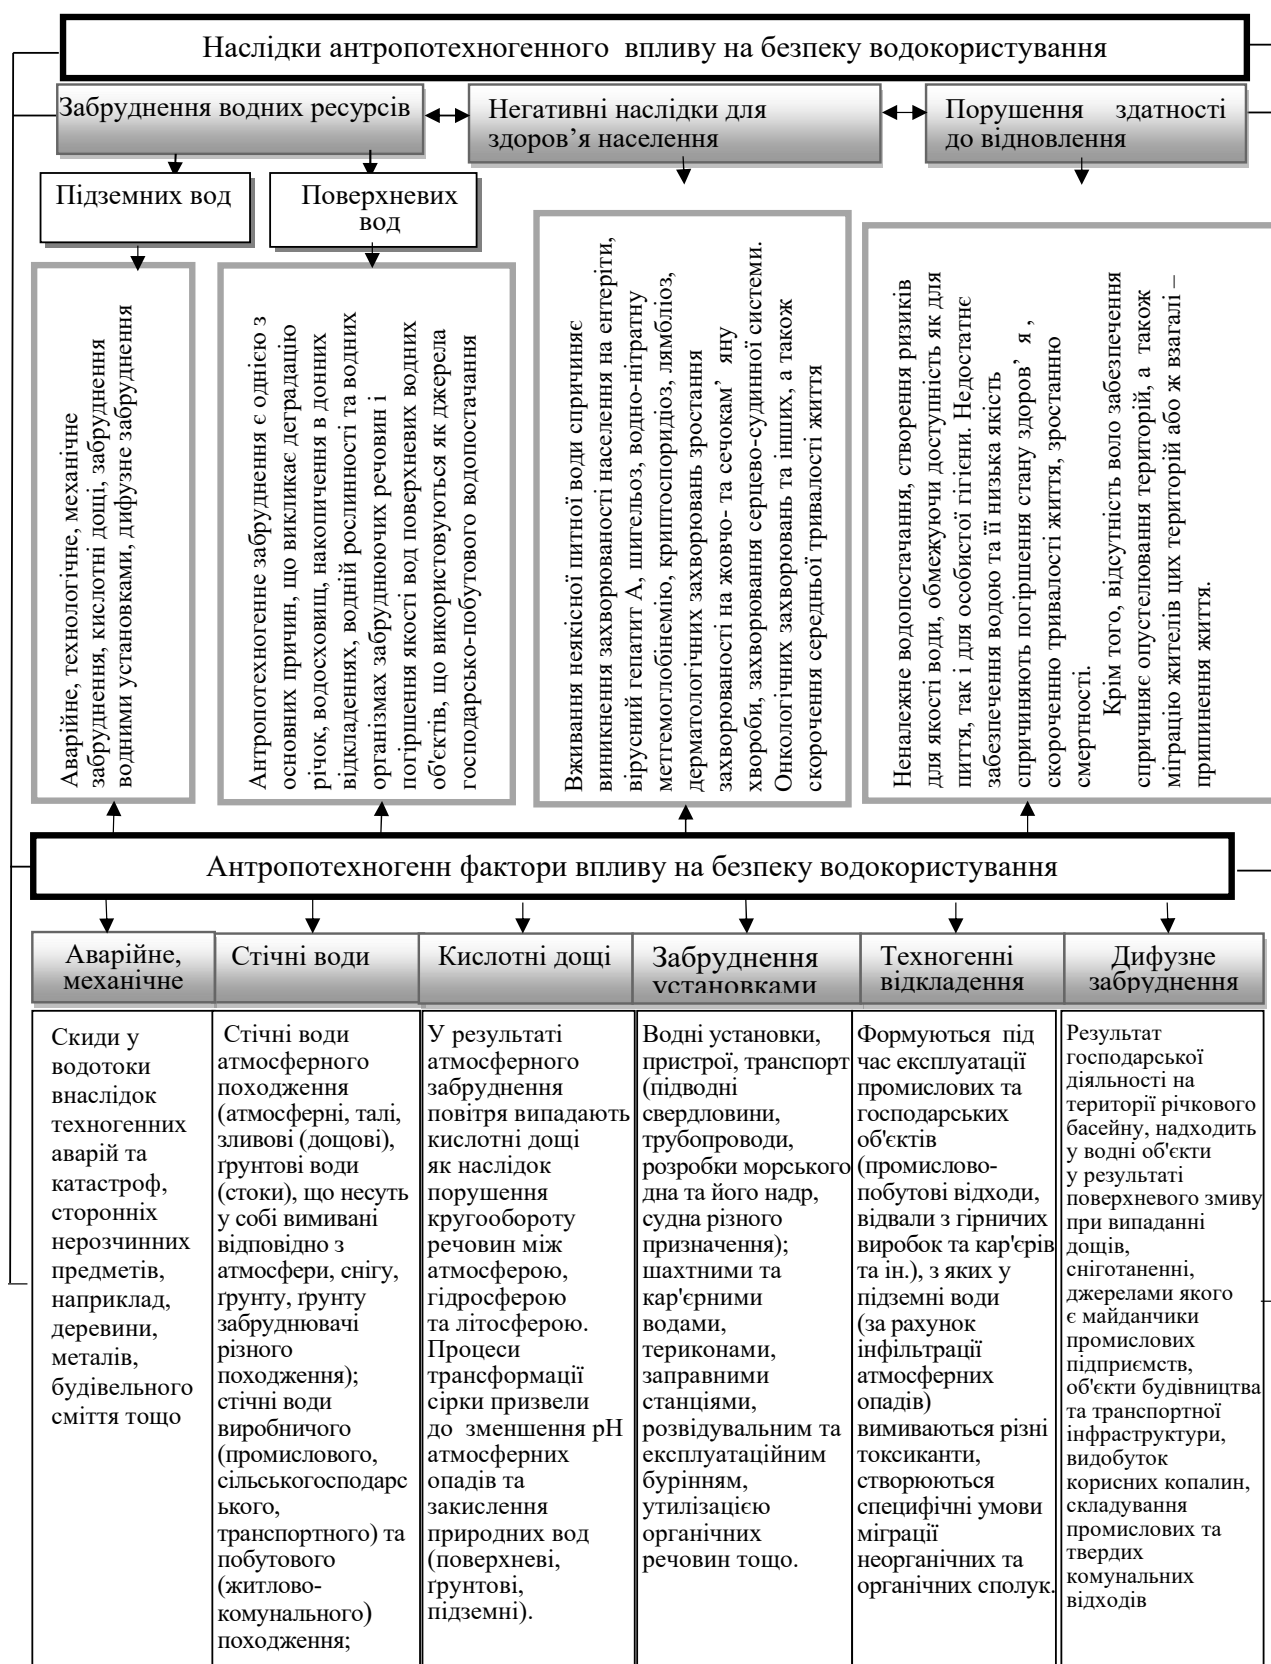 Наслідки антропотехногенного впливу на безпеку водокористування
Забруднення водних ресурсів
Негативні наслідки для
здоров’я населення
Порушення здатності
до відновлення
Підземних вод
Поверхневих
вод
Аварійне, технологічне, механічне
забруднення, кислотні дощі, забруднення
водними установками, дифузне забруднення
Антропотехногенне забруднення є однією з
основних причин, що викликає деградацію
річок, водосховищ, накопичення в донних
відкладеннях, водній рослинності та водних
організмах забруднюючих речовин і
погіршення якості вод поверхневих водних
об'єктів, що використовуються як джерела
господарсько-побутового водопостачання
Вживання неякісної питної води спричиняє
виникнення захворюваності населення на ентеріти,
вірусний гепатит А, шигельоз, водно-нітратну
метгемоглобінемію, криптоспоридіоз, лямбліоз,
дерматологічних захворювань зростання
захворюваності на жовчо- та сечокам’ яну
хвороби, захворювання серцево-судинної системи.
Онкологічних захворювань та інших, а також
скорочення середньої тривалості життя
Неналежне водопостачання, створення ризиків
для якості води, обмежуючи доступність як для
пиття, так і для особистої гігієни. Недостатнє
забезпечення водою та її низька якість
спричиняють погіршення стану здоров’ я ,
скороченню тривалості життя, зростанню
смертності.
Крім того, відсутність воло забезпечення
спричиняє опустелювання територій, а також
міграцію жителів цих територій або ж взагалі –
припинення життя.
Антропотехногенн фактори впливу на безпеку водокористування
Аварійне,
механічне
Стічні води
Кислотні дощі
Забруднення
установками
Техногенні
відкладення
Дифузне
забруднення
Скиди у
водотоки
внаслідок
техногенних
аварій та
катастроф,
сторонніх
нерозчинних
предметів,
наприклад,
деревини,
металів,
будівельного
сміття тощо
Стічні води
атмосферного
походження
(атмосферні, талі,
зливові (дощові),
ґрунтові води
(стоки), що несуть
у собі вимивані
відповідно з
атмосфери, снігу,
ґрунту, ґрунту
забруднювачі
різного
походження);
стічні води
виробничого
(промислового,
сільськогосподарс
ького,
транспортного) та
побутового
(житлово-
комунального)
походження;
У результаті
атмосферного
забруднення
повітря випадають
кислотні дощі
як наслідок
порушення
кругообороту
речовин між
атмосферою,
гідросферою
та літосферою.
Процеси
трансформації
сірки призвели
до зменшення рН
атмосферних
опадів та
закислення
природних вод
(поверхневі,
ґрунтові,
підземні).
Водні установки,
пристрої, транспорт
(підводні
свердловини,
трубопроводи,
розробки морського
дна та його надр,
судна різного
призначення);
шахтними та
кар'єрними
водами,
териконами,
заправними
станціями,
розвідувальним та
експлуатаційним
бурінням,
утилізацією
органічних
речовин тощо.
Формуються під
час експлуатації
промислових та
господарських
об'єктів
(промислово-
побутові відходи,
відвали з гірничих
виробок та кар'єрів
та ін.), з яких у
підземні води
(за рахунок
інфільтрації
атмосферних
опадів)
вимиваються різні
токсиканти,
створюються
специфічні умови
міграції
неорганічних та
органічних сполук.
Результат
господарської
діяльності на
території річкового
басейну, надходить
у водні об'єкти
у результаті
поверхневого змиву
при випаданні
дощів,
сніготаненні,
джерелами якого
є майданчики
промислових
підприємств,
об'єкти будівництва
та транспортної
інфраструктури,
видобуток
корисних копалин,
складування
промислових та
твердих
комунальних
відходів